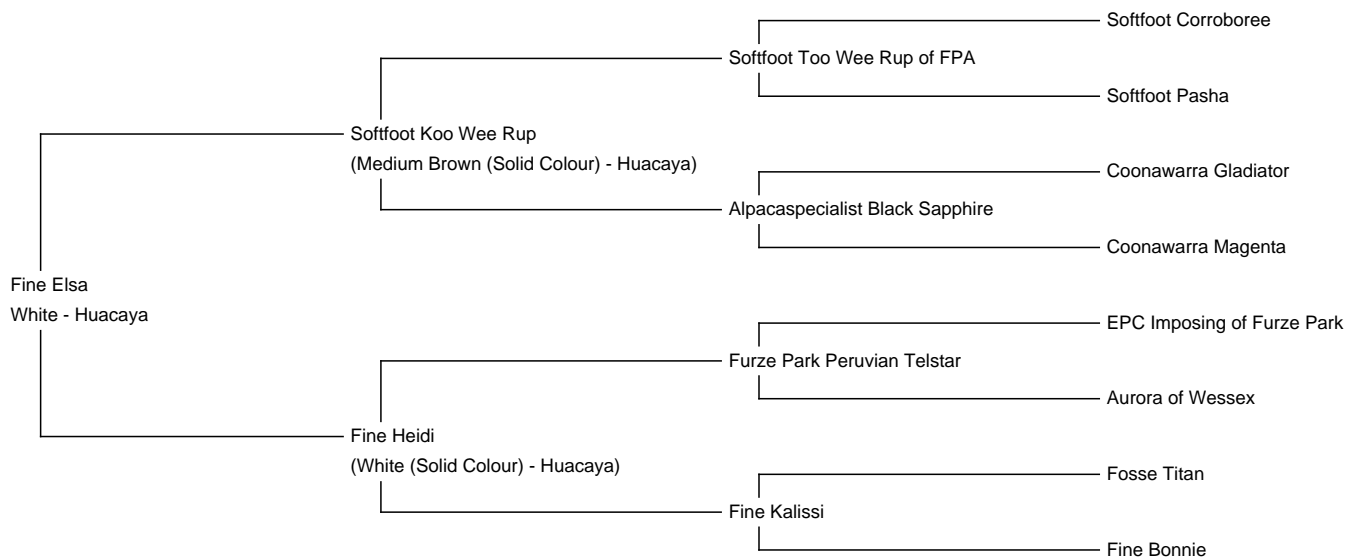 Softfoot Corroboree
Softfoot Too Wee Rup of FPA
Softfoot Pasha
Softfoot Koo Wee Rup
(Medium Brown (Solid Colour) - Huacaya)
Coonawarra Gladiator
Alpacaspecialist Black Sapphire
Coonawarra Magenta
Fine Elsa
White - Huacaya
EPC Imposing of Furze Park
Furze Park Peruvian Telstar
Aurora of Wessex
Fine Heidi
(White (Solid Colour) - Huacaya)
Fosse Titan
Fine Kalissi
Fine Bonnie